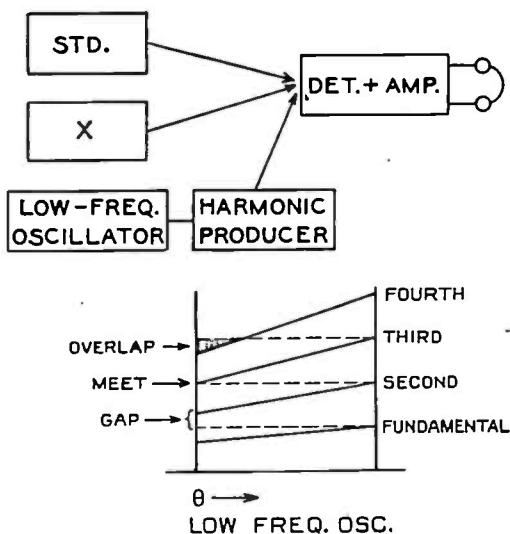 STD.
X
DET. + AMP.
LOW-FREQ.
OSCILLATOR
HARMONIC
PRODUCER
FOURTH
OVERLAP
THIRD
MEET
SECOND
GAP
FUNDAMENTAL
θ
LOW FREQ. OSC.